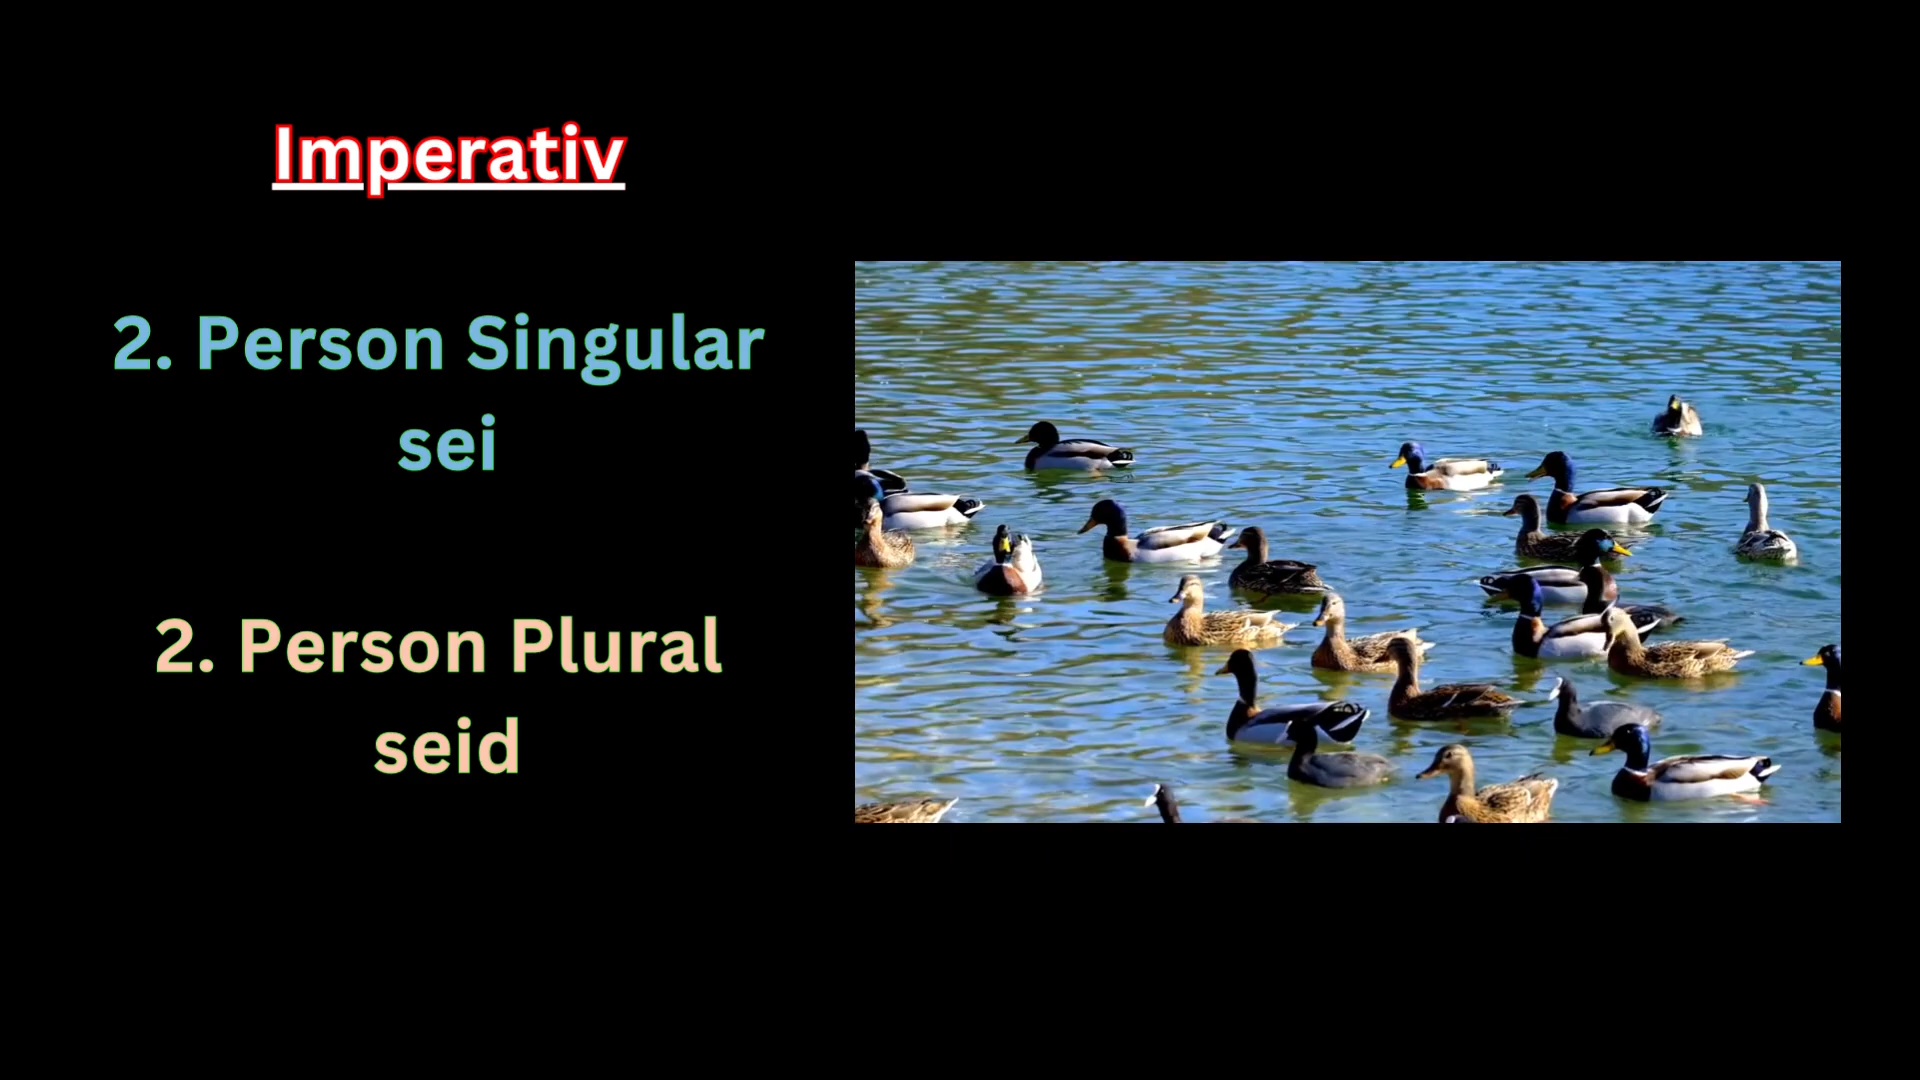 Imperativ
2. Person Singular
sei
2. Person Plural
seid